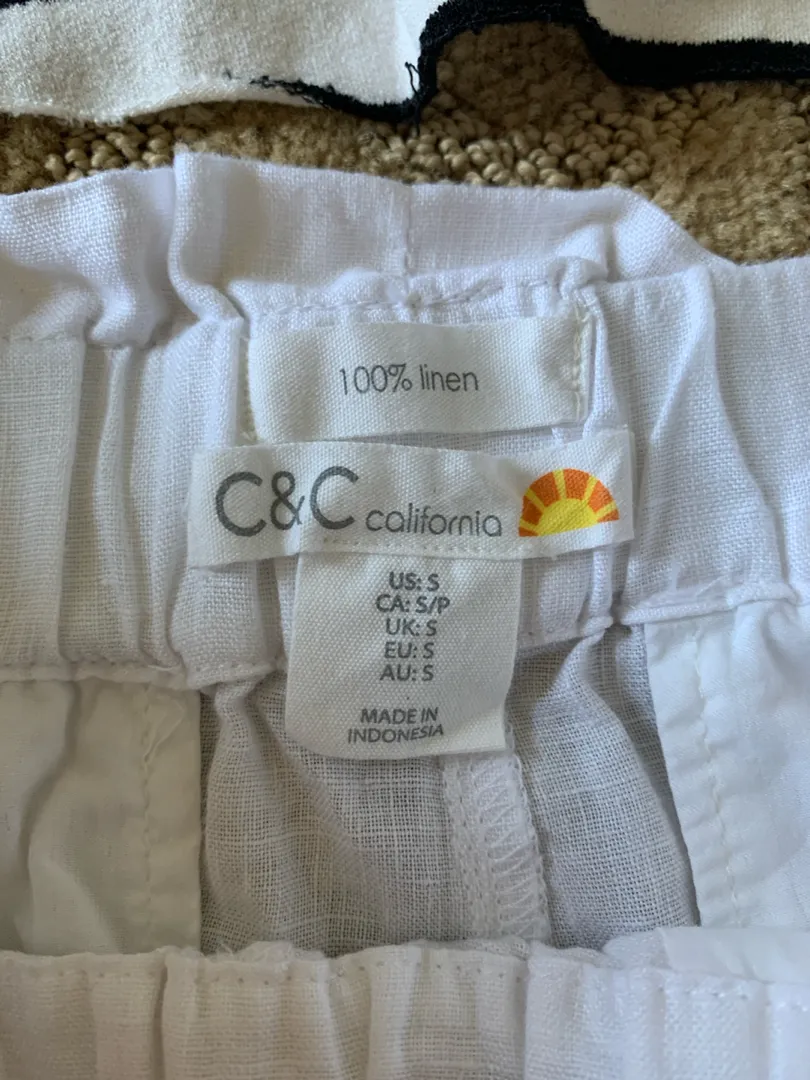 100% linen
C&C california
US: S
CA: S/P
UK: S
EU: S
AU: S
MADE IN
INDONESIA